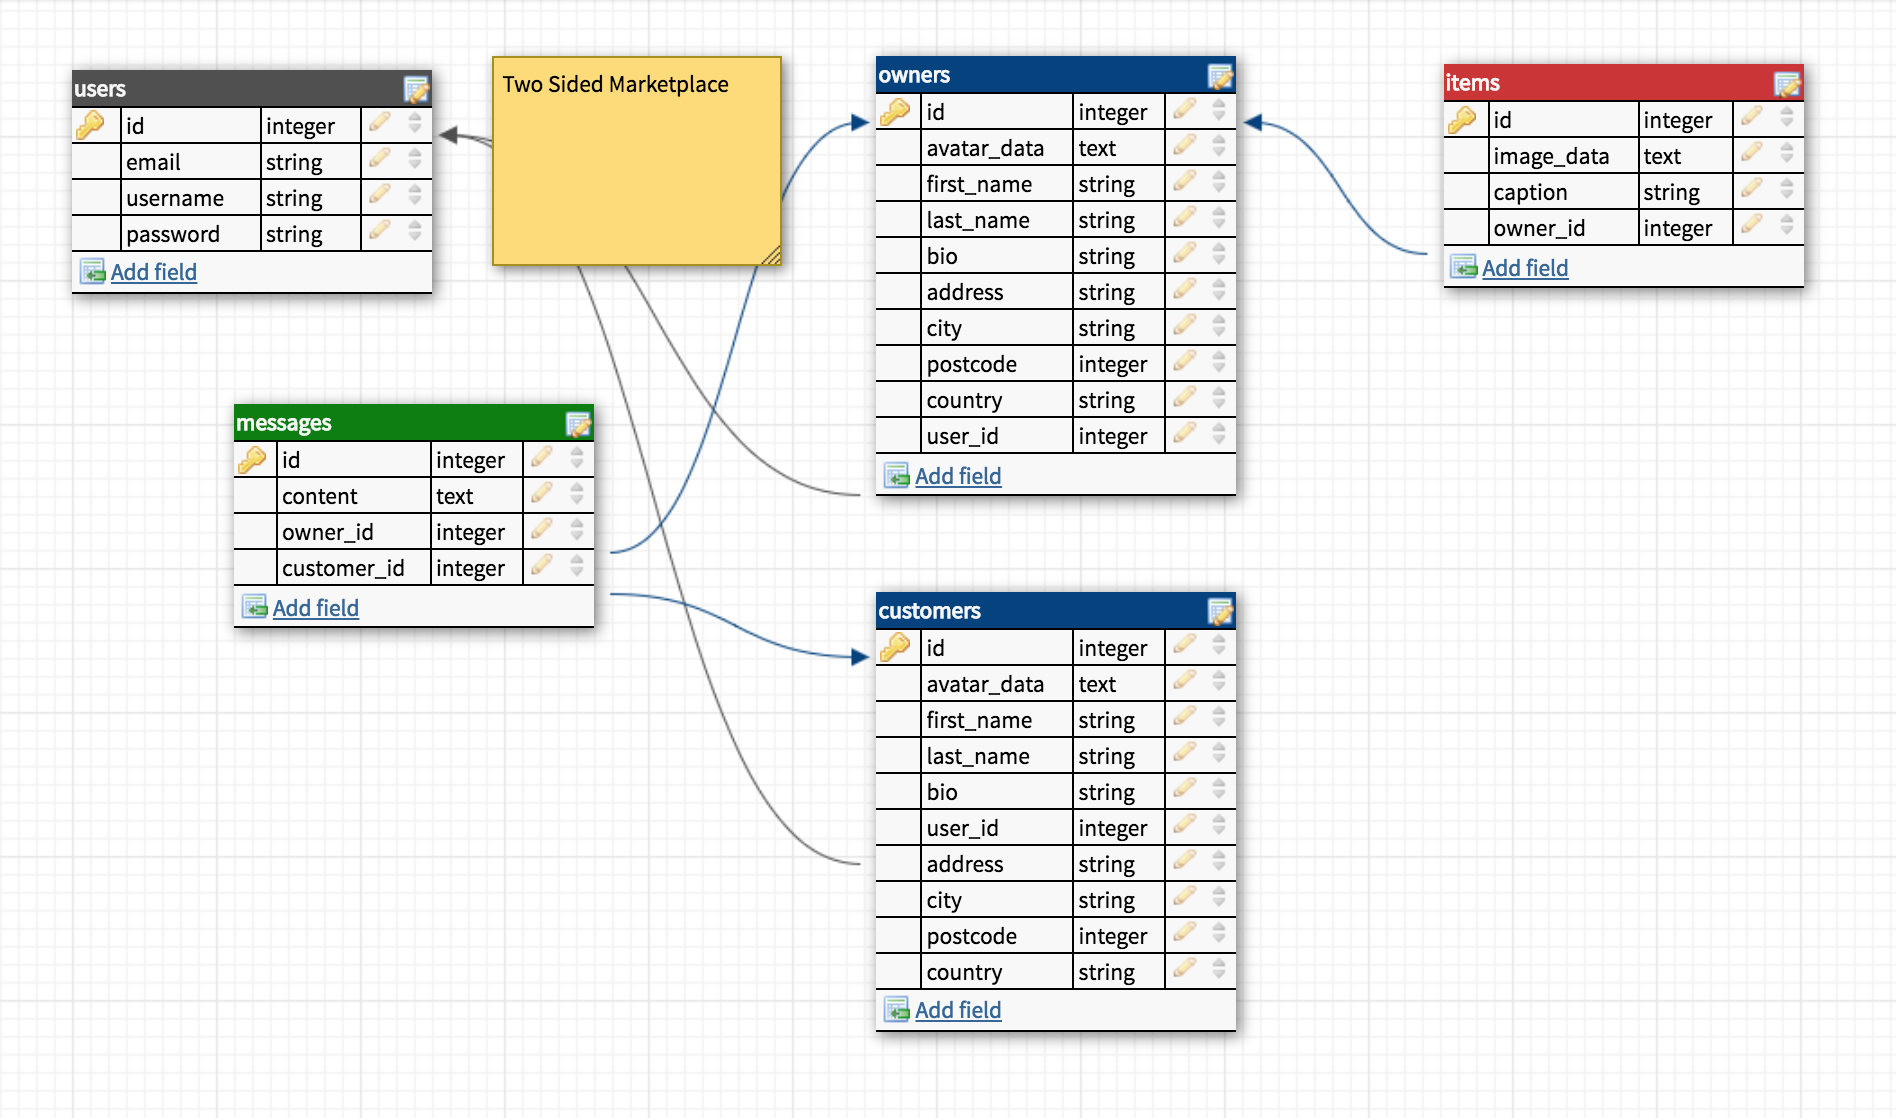 users
id integer
email string
username string
password string
Add field
Two Sided Marketplace
owners
id integer
avatar_data text
first_name string
last_name string
bio string
address string
city string
postcode integer
country string
user_id integer
Add field
items
id integer
image_data text
caption string
owner_id integer
Add field
messages
id integer
content text
owner_id integer
customer_id integer
Add field
customers
id integer
avatar_data text
first_name string
last_name string
bio string
user_id integer
address string
city string
postcode integer
country string
Add field